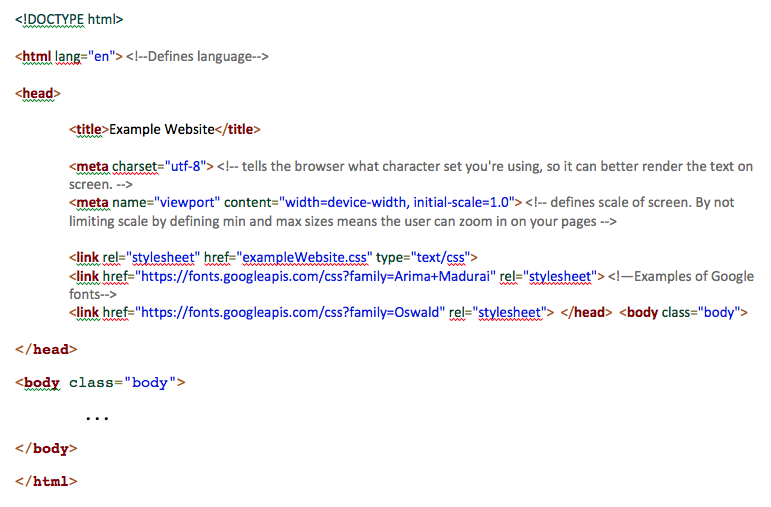 <!DOCTYPE html>
<html lang="en"> <!--Defines language-->
<head>
<title>Example Website</title>
<meta charset="utf-8"> <!-- tells the browser what character set you're using, so it can better render the text on
screen. -->
<meta name="viewport" content="width=device-width, initial-scale=1.0"> <!-- defines scale of screen. By not
limiting scale by defining min and max sizes means the user can zoom in on your pages -->
<link rel="stylesheet" href="exampleWebsite.css" type="text/css">
<link href="https://fonts.googleapis.com/css?family=Arima+Madurai" rel="stylesheet"> <!—Examples of Google
fonts-->
<link href="https://fonts.googleapis.com/css?family=Oswald" rel="stylesheet"> </head> <body class="body">
</head>
<body class="body">
...
</body>
</html>